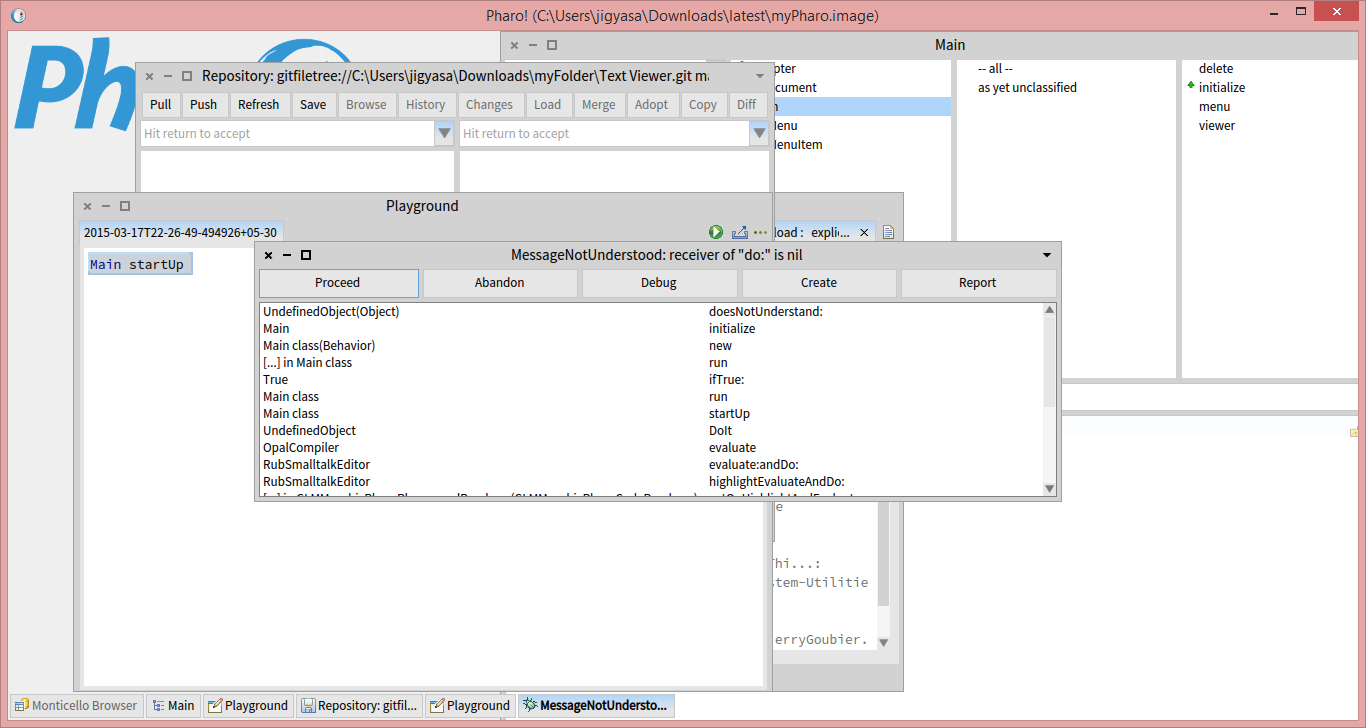 Pharo! (C:\Users\jigyasa\Downloads\latest\myPharo.image)
Ph
Main
Repository: gitfiletree://C:\Users\jigyasa\Downloads\myFolder\Text Viewer.git ma
Pull Push Refresh Save Browse History Changes Load Merge Adopt Copy Diff
Hit return to accept Hit return to accept
-- all --
as yet unclassified
delete
initialize
menu
viewer
Playground
2015-03-17T22-26-49-494926+05-30
Main startUp
expli...
MessageNotUnderstood: receiver of "do:" is nil
Proceed Abandon Debug Create Report
UndefinedObject(Object) doesNotUnderstand:
Main initialize
Main class(Behavior) new
[...] in Main class run
True ifTrue:
Main class run
Main class startUp
UndefinedObject DoIt
OpalCompiler evaluate
RubSmalltalkEditor evaluate:andDo:
RubSmalltalkEditor highlightEvaluateAndDo:
Thi...:
stem-Utilitie
erryGoubier.
Monticello Browser Main Playground Repository: gitfil... Playground MessageNotUndersto...